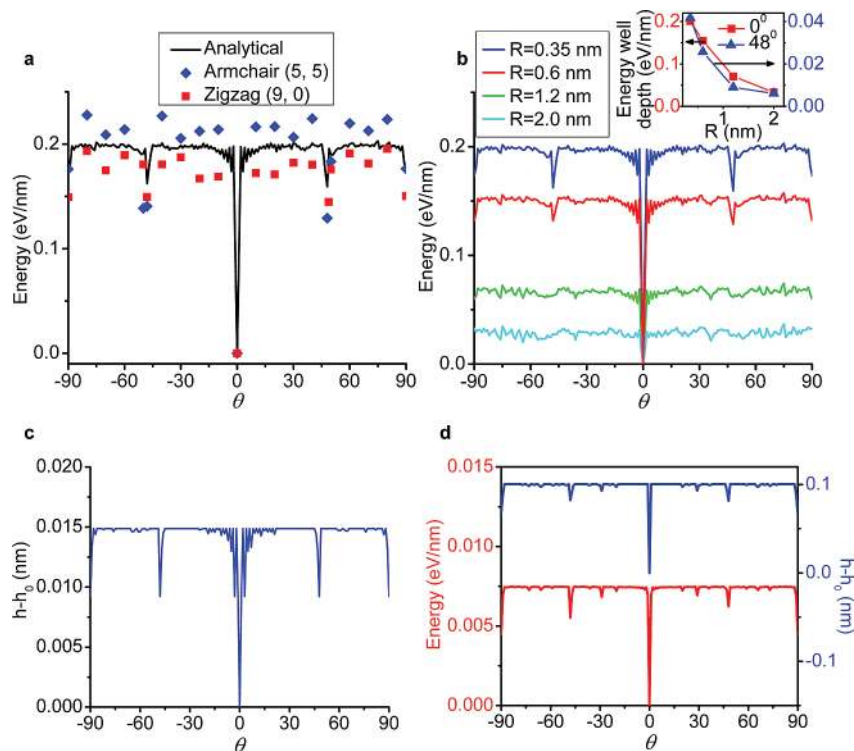 a
Analytical
Armchair (5, 5)
Zigzag (9, 0)
Energy (eV/nm)
0.2
0.1
0.0
-90 -60 -30 0 30 60 90
θ
b
R=0.35 nm
R=0.6 nm
R=1.2 nm
R=2.0 nm
Energy well
depth (eV/nm)
0.2
0.1
0.0
0⁰
48⁰
0.04
0.02
0.00
1 2
R (nm)
Energy (eV/nm)
0.2
0.1
0.0
-90 -60 -30 0 30 60 90
θ
c
h-h₀ (nm)
0.020
0.015
0.010
0.005
0.000
-90 -60 -30 0 30 60 90
θ
d
Energy (eV/nm)
0.015
0.010
0.005
0.000
0.1
0.0
-0.1
h-h₀ (nm)
-90 -60 -30 0 30 60 90
θ